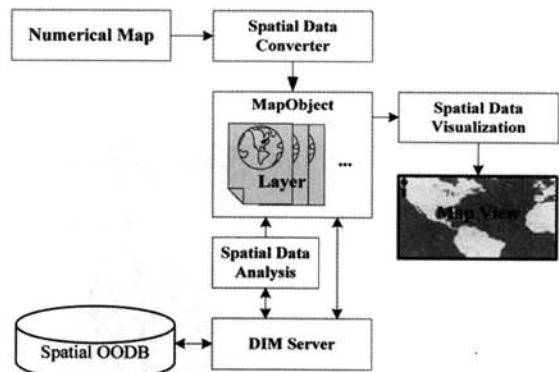 Numerical Map
Spatial Data
Converter
MapObject
Layer
...
Spatial Data
Visualization
Map View
Spatial Data
Analysis
Spatial OODB
DIM Server